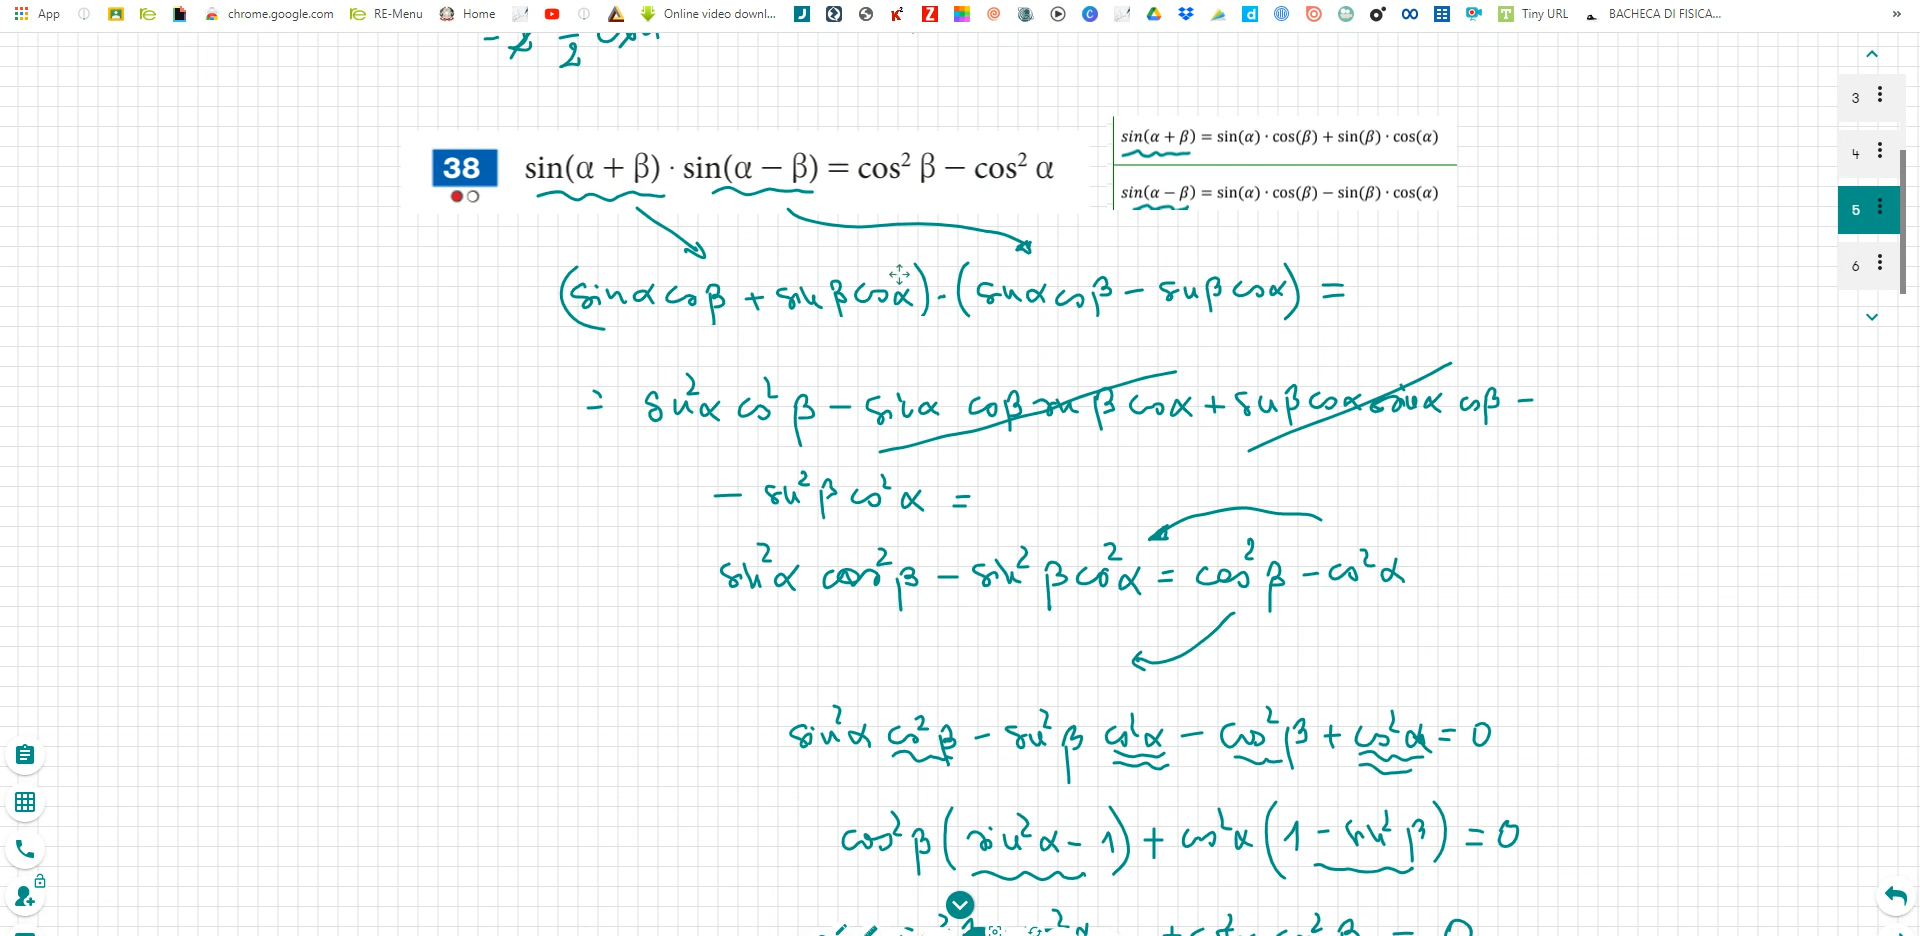 App chrome.google.com RE-Menu Home Online video downl... Tiny URL BACHECA DI FISICA... »
38 sin(α + β) · sin(α − β) = cos² β − cos² α
sin(α + β) = sin(α) · cos(β) + sin(β) · cos(α)
sin(α − β) = sin(α) · cos(β) − sin(β) · cos(α)
(sinα cosβ + sinβ cosα) · (sinα cosβ − sinβ cosα) =
= sin²α cos²β − sinα cosβ sinβ cosα + sinβ cosα sinα cosβ −
− sin²β cos²α =
sin²α cos²β − sin²β cos²α = cos²β − cos²α
sin²α cos²β − sin²β cos²α − cos²β + cos²α = 0
cos²β (sin²α − 1) + cos²α (1 − sin²β) = 0
3
4
5
6